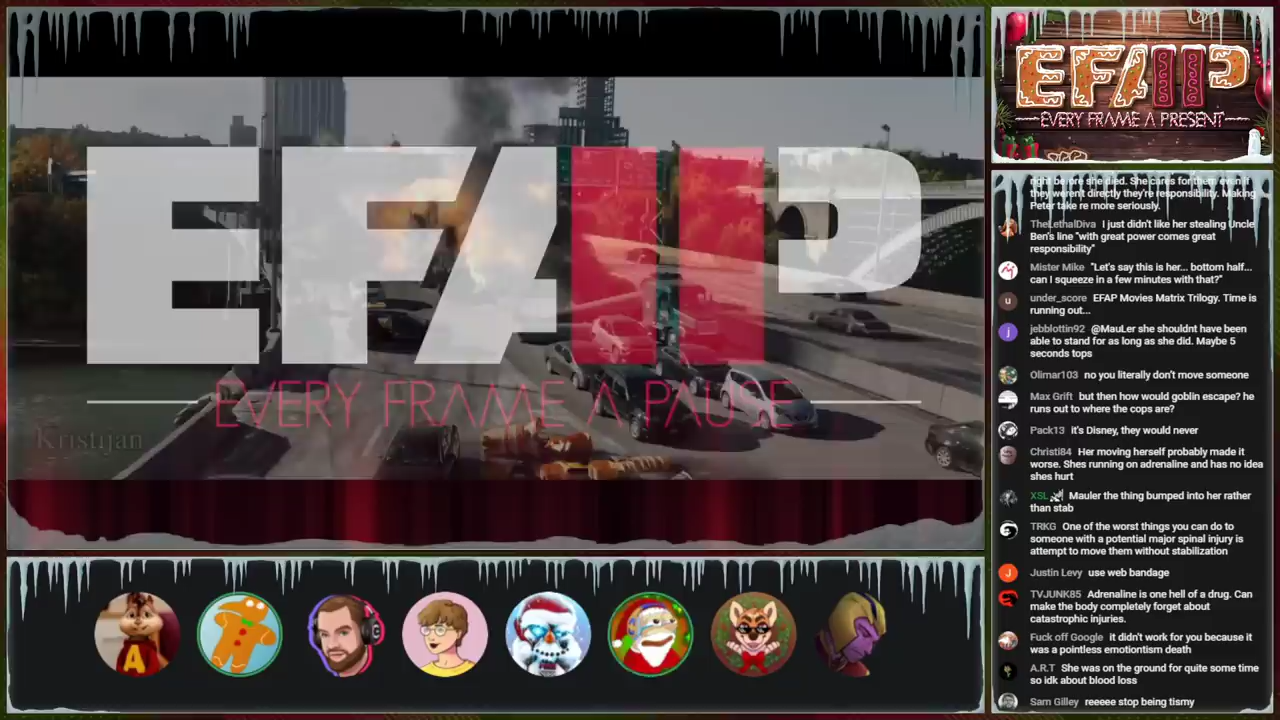 EFAP
EVERY FRAME A PAUSE
Kristijan
A
EFAP
EVERY FRAME A PRESENT
right before she died. She cares for them even if
they weren't directly they're responsibility. Making
Peter take re more seriously.
TheLethalDiva I just didn't like her stealing Uncle
Ben's line "with great power comes great
responsibility"
Mister Mike "Let's say this is her... bottom half...
can I squeeze in a few minutes with that?"
u under_score EFAP Movies Matrix Trilogy. Time is
running out...
j jebblottin92 @MauLer she shouldnt have been
able to stand for as long as she did. Maybe 5
seconds tops
Olimar103 no you literally don't move someone
Max Grift but then how would goblin escape? he
runs out to where the cops are?
Pack13 it's Disney, they would never
Christi84 Her moving herself probably made it
worse. Shes running on adrenaline and has no idea
shes hurt
XSL Mauler the thing bumped into her rather
than stab
TRKG One of the worst things you can do to
someone with a potential major spinal injury is
attempt to move them without stabilization
J Justin Levy use web bandage
TVJUNK85 Adrenaline is one hell of a drug. Can
make the body completely forget about
catastrophic injuries.
Fuck off Google it didn't work for you because it
was a pointless emotiontism death
A.R.T She was on the ground for quite some time
so idk about blood loss
Sam Gilley reeeee stop being tismy